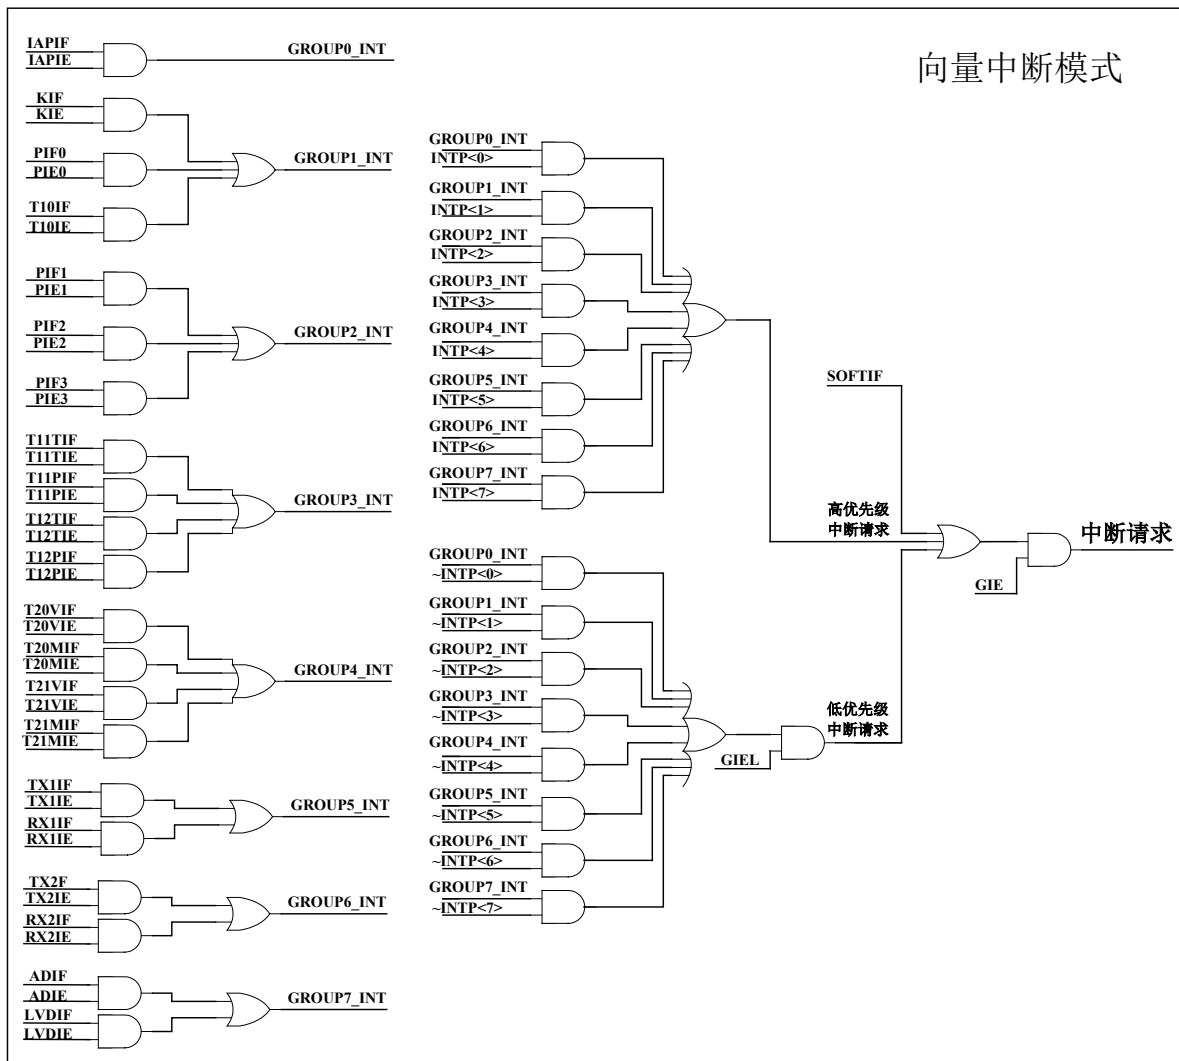 向量中断模式
IAPIF
IAPIE
GROUP0_INT
KIF
KIE
PIF0
PIE0
T10IF
T10IE
GROUP1_INT
PIF1
PIE1
PIF2
PIE2
PIF3
PIE3
GROUP2_INT
T11TIF
T11TIE
T11PIF
T11PIE
T12TIF
T12TIE
T12PIF
T12PIE
GROUP3_INT
T20VIF
T20VIE
T20MIF
T20MIE
T21VIF
T21VIE
T21MIF
T21MIE
GROUP4_INT
TX1IF
TX1IE
RX1IF
RX1IE
GROUP5_INT
TX2F
TX2IE
RX2IF
RX2IE
GROUP6_INT
ADIF
ADIE
LVDIF
LVDIE
GROUP7_INT
GROUP0_INT
INTP<0>
GROUP1_INT
INTP<1>
GROUP2_INT
INTP<2>
GROUP3_INT
INTP<3>
GROUP4_INT
INTP<4>
GROUP5_INT
INTP<5>
GROUP6_INT
INTP<6>
GROUP7_INT
INTP<7>
GROUP0_INT
~INTP<0>
GROUP1_INT
~INTP<1>
GROUP2_INT
~INTP<2>
GROUP3_INT
~INTP<3>
GROUP4_INT
~INTP<4>
GROUP5_INT
~INTP<5>
GROUP6_INT
~INTP<6>
GROUP7_INT
~INTP<7>
GIEL
SOFTIF
高优先级
中断请求
低优先级
中断请求
GIE
中断请求